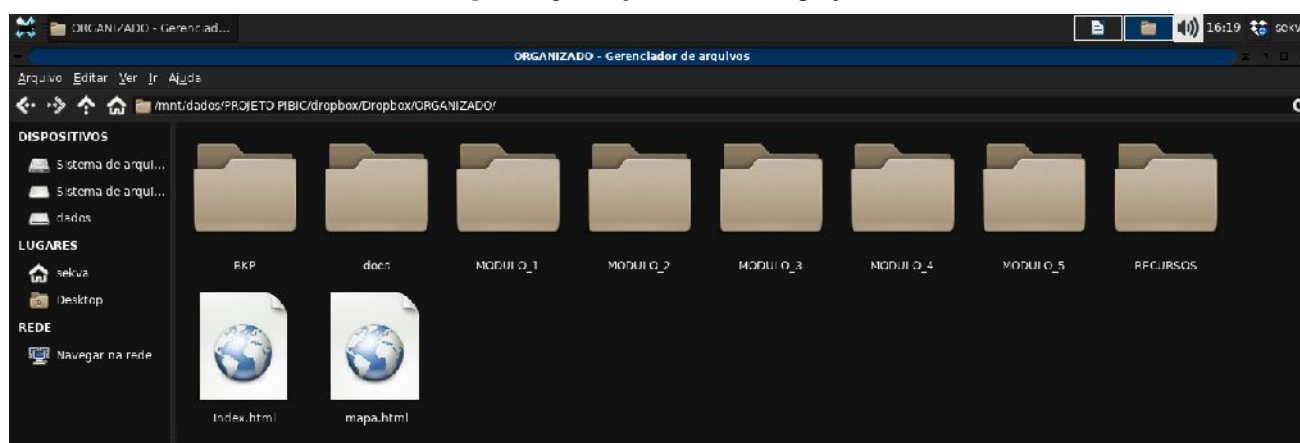 ORGANIZADO - Gerenciad... 16:19 sekv
ORGANIZADO - Gerenciador de arquivos
Arquivo Editar Ver Ir Ajuda
/mnt/dados/PROJETO PIBIC/dropbox/Dropbox/ORGANIZADO/
DISPOSITIVOS
Sistema de arqui...
Sistema de arqui...
dados
LUGARES
sekva
Desktop
REDE
Navegar na rede
BKP docs MODULO_1 MODULO_2 MODULO_3 MODULO_4 MODULO_5 RECURSOS
index.html mapa.html